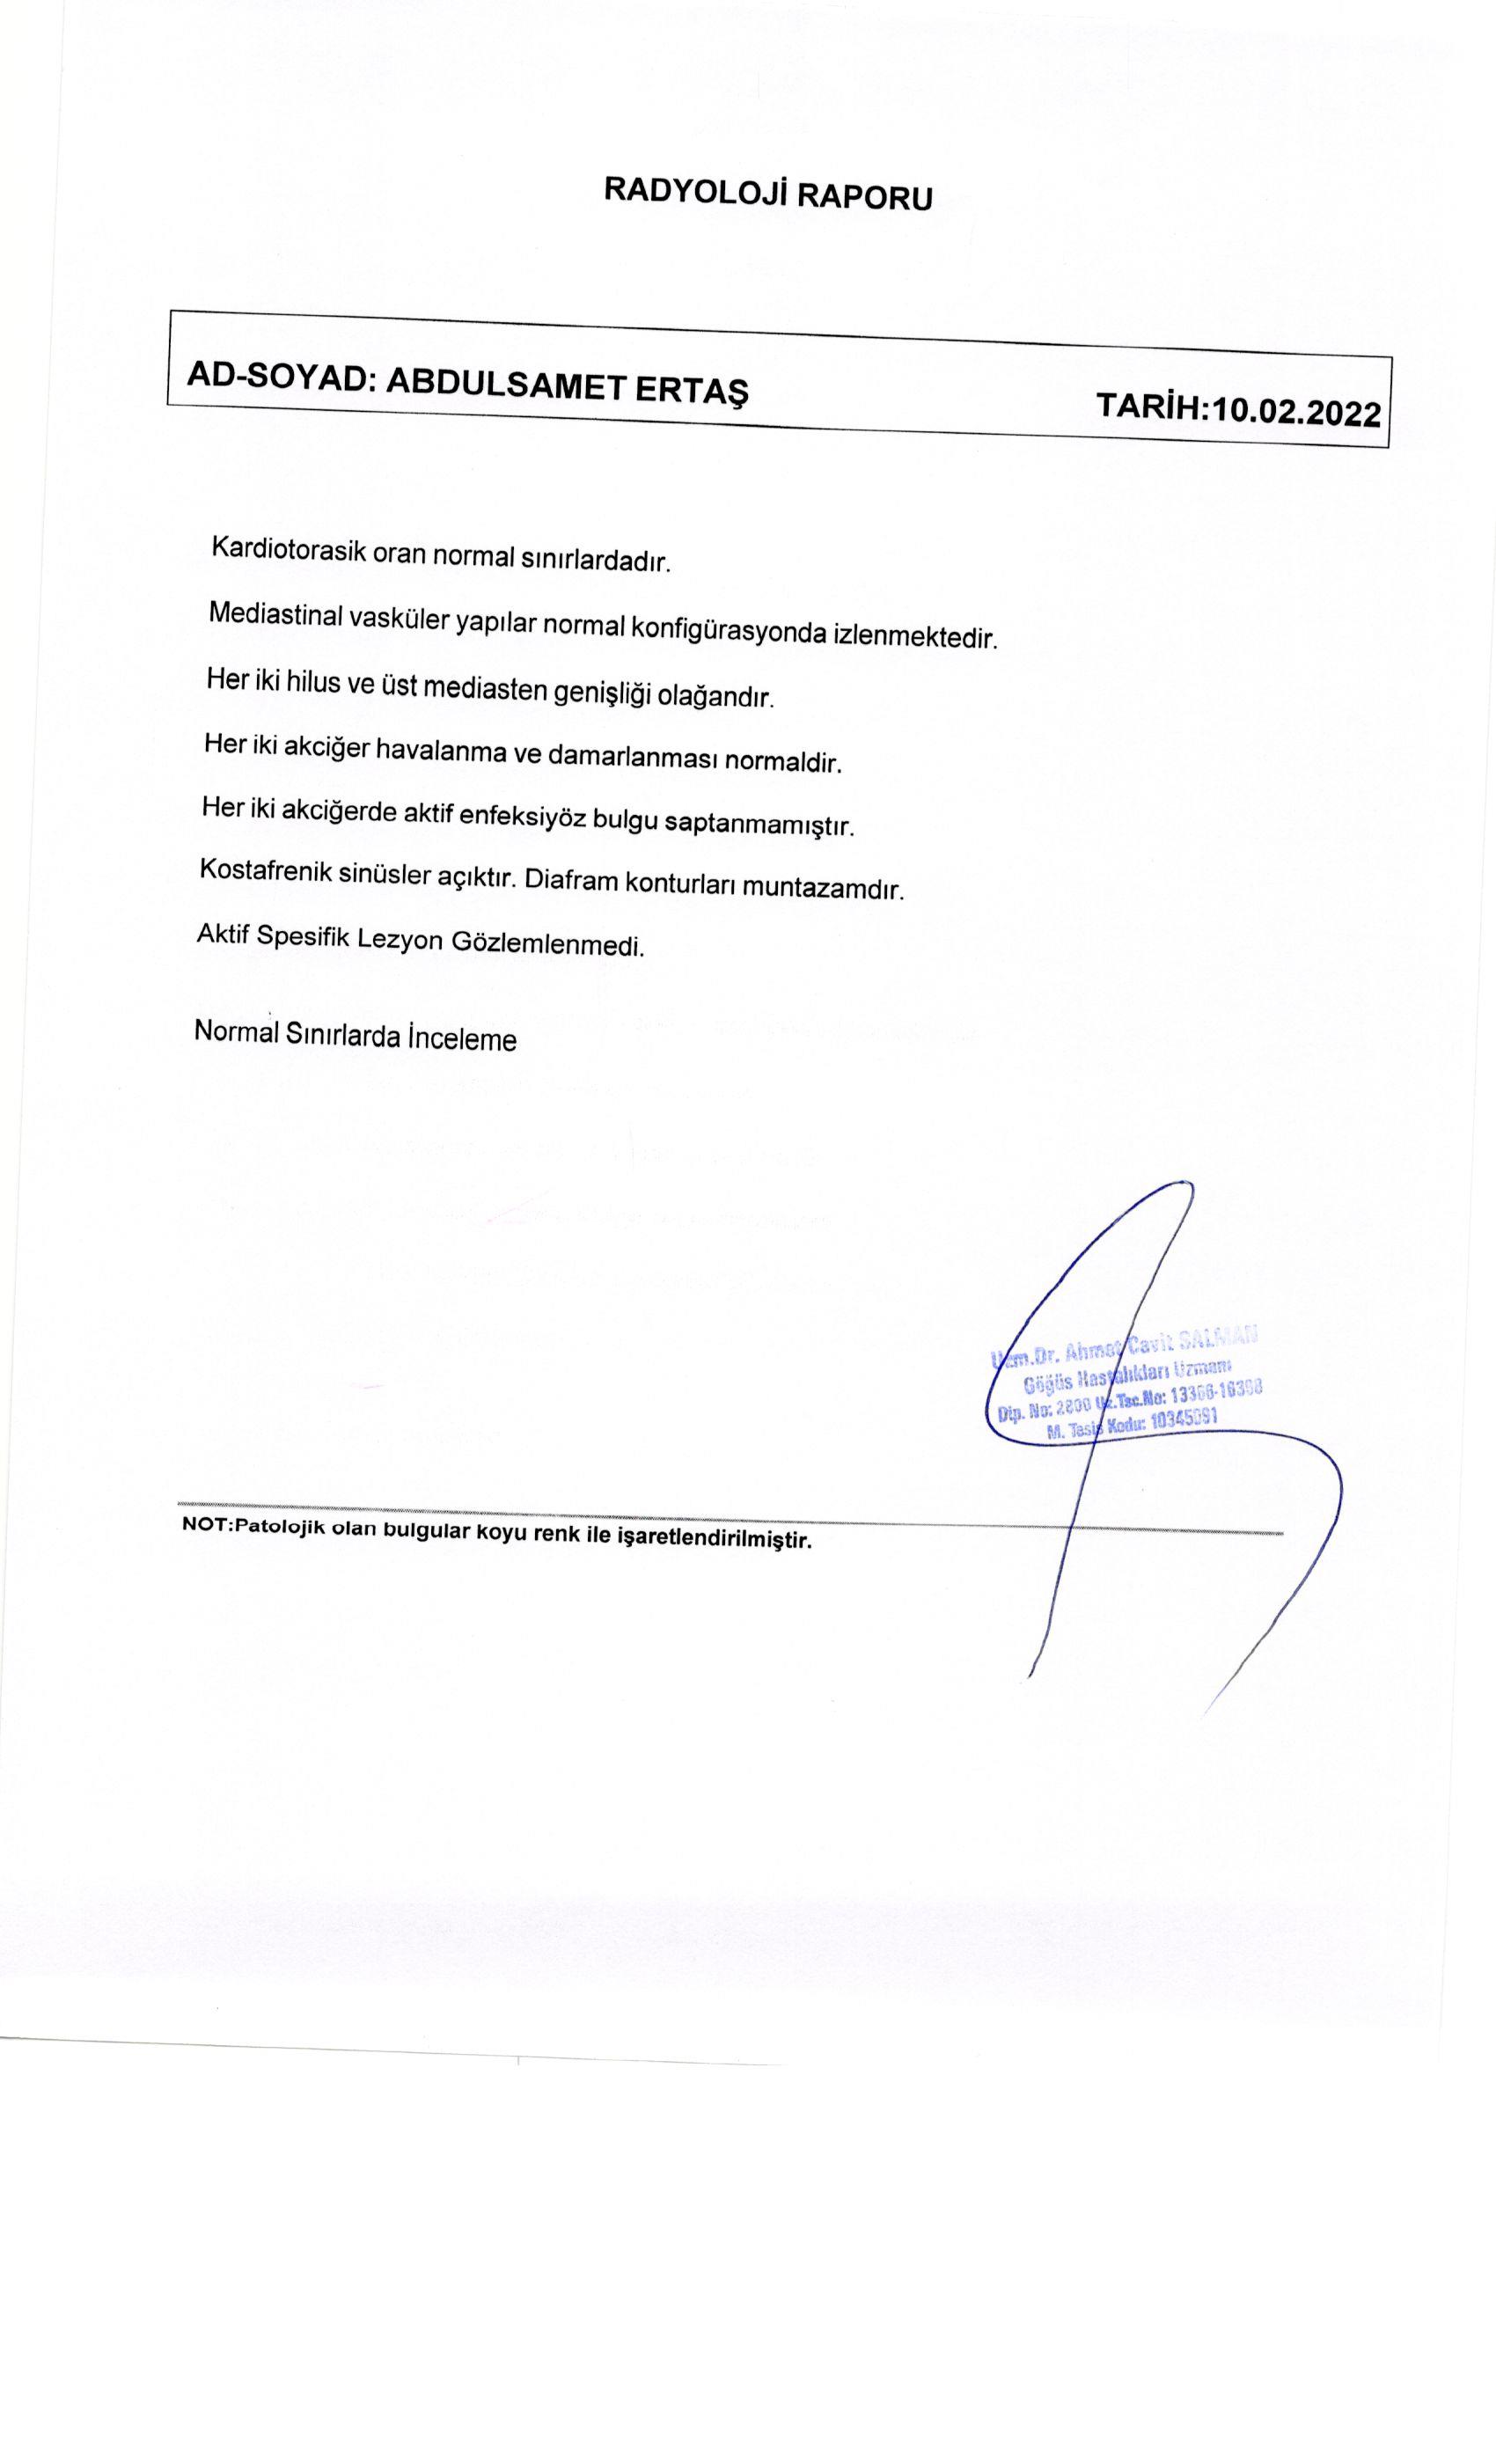 RADYOLOJİ RAPORU
AD-SOYAD: ABDULSAMET ERTAŞ TARİH:10.02.2022
Kardiotorasik oran normal sınırlardadır.
Mediastinal vasküler yapılar normal konfigürasyonda izlenmektedir.
Her iki hilus ve üst mediasten genişliği olağandır.
Her iki akciğer havalanma ve damarlanması normaldir.
Her iki akciğerde aktif enfeksiyöz bulgu saptanmamıştır.
Kostafrenik sinüsler açıktır. Diafram konturları muntazamdır.
Aktif Spesifik Lezyon Gözlemlenmedi.
Normal Sınırlarda İnceleme
Uzm.Dr. Ahmet Cavit SALMAN
Göğüs Hastalıkları Uzmanı
Dip. No: Uz.Tsc.No:
M. Tesis Kodu:
NOT:Patolojik olan bulgular koyu renk ile işaretlendirilmiştir.